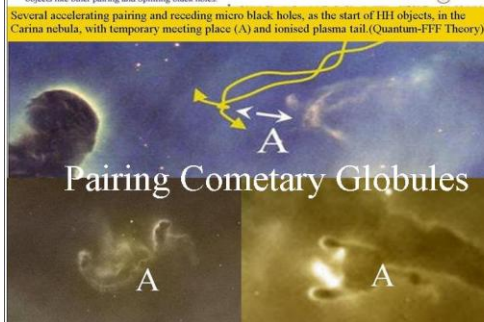 Several accelerating pairing and receding micro black holes, as the start of HH objects, in the
Carina nebula, with temporary meeting place (A) and ionised plasma tail.(Quantum-FFF Theory)
A
Pairing Cometary Globules
A
A